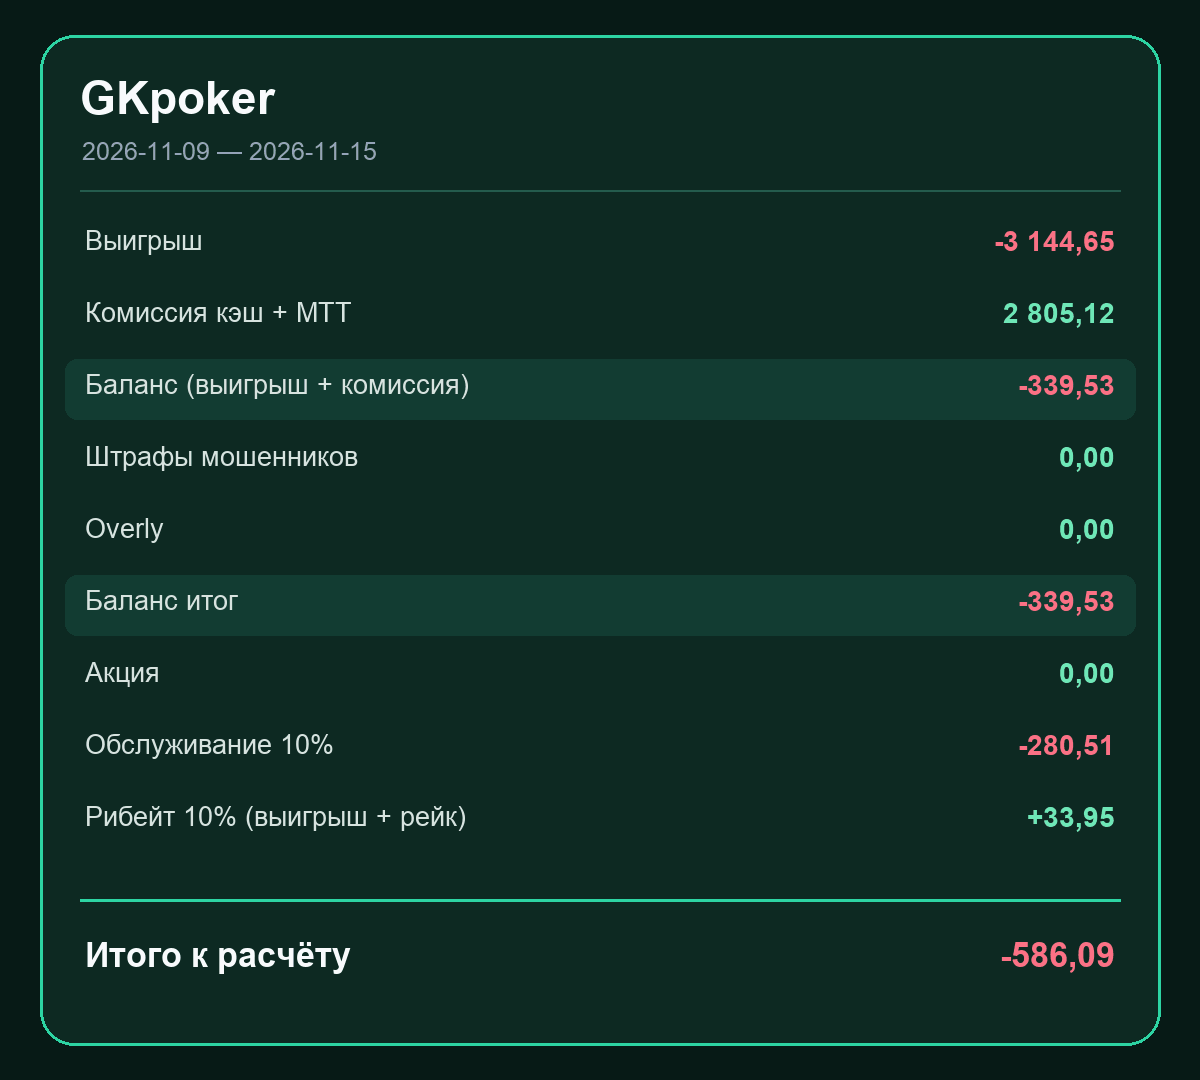 GKpoker
2026-11-09 — 2026-11-15
Выигрыш -3 144,65
Комиссия кэш + МТТ 2 805,12
Баланс (выигрыш + комиссия) -339,53
Штрафы мошенников 0,00
Overly 0,00
Баланс итог -339,53
Акция 0,00
Обслуживание 10% -280,51
Рибейт 10% (выигрыш + рейк) +33,95
Итого к расчёту -586,09